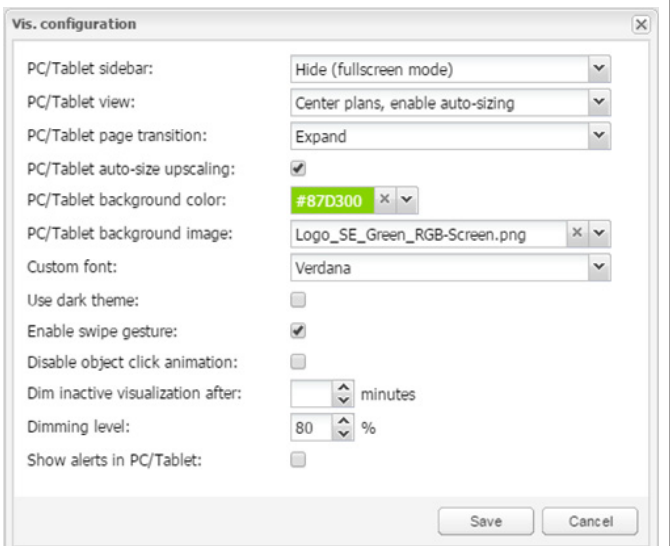 Vis. configuration
PC/Tablet sidebar: Hide (fullscreen mode)
PC/Tablet view: Center plans, enable auto-sizing
PC/Tablet page transition: Expand
PC/Tablet auto-size upscaling:
PC/Tablet background color: #87D300
PC/Tablet background image: Logo_SE_Green_RGB-Screen.png
Custom font: Verdana
Use dark theme:
Enable swipe gesture:
Disable object click animation:
Dim inactive visualization after: minutes
Dimming level: 80 %
Show alerts in PC/Tablet:
Save Cancel